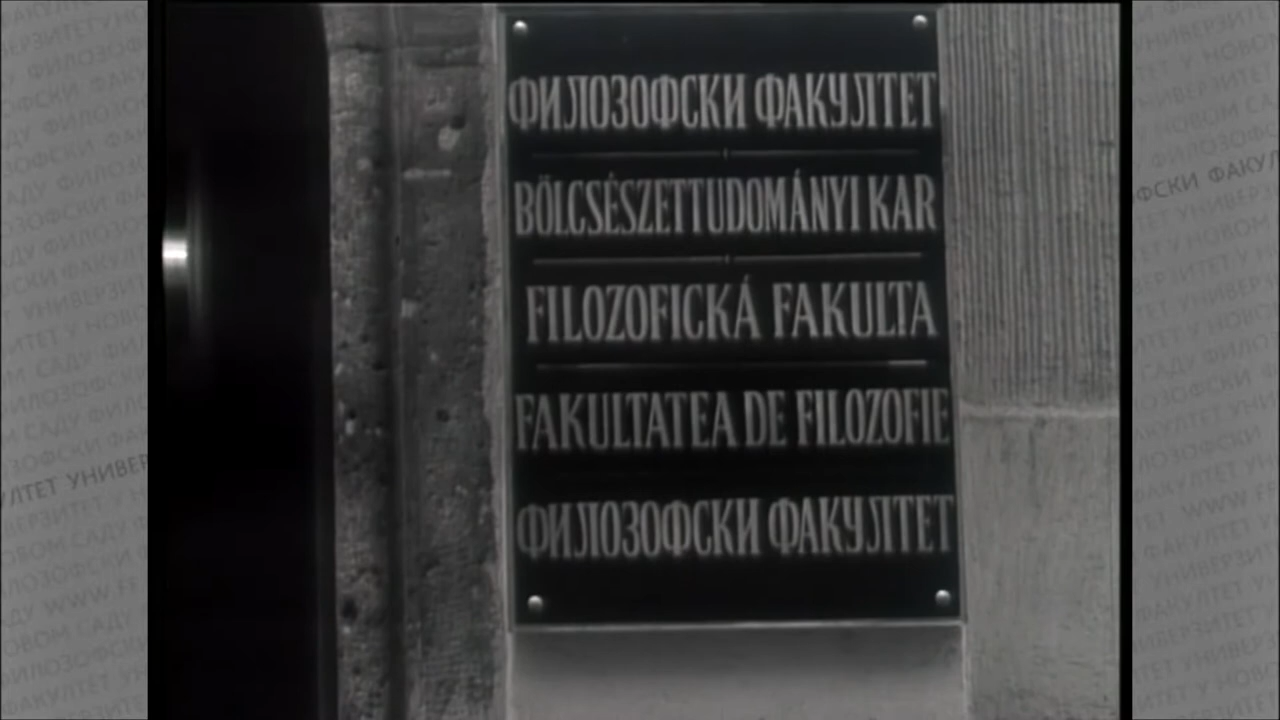 ФИЛОЗОФСКИ ФАКУЛТЕТ
BÖLCSÉSZETTUDOMÁNYI KAR
FILOZOFICKÁ FAKULTA
FAKULTATEA DE FILOZOFIE
ФИЛОЗОФСКИ ФАКУЛТЕТ